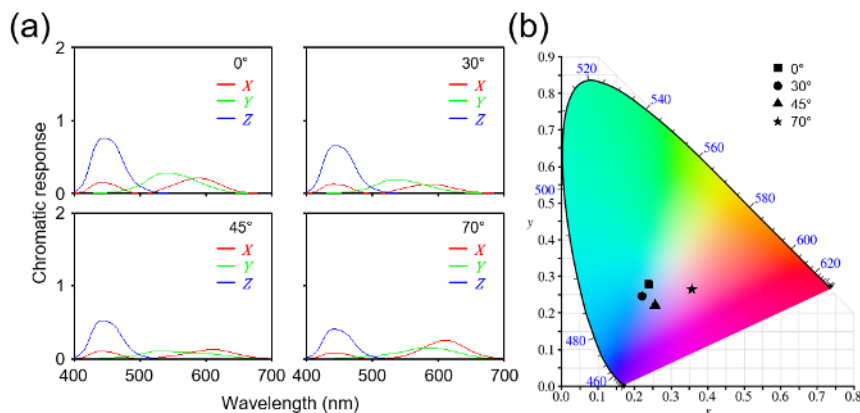 (a)
2
1
0
Chromatic response
0°
X
Y
Z
30°
X
Y
Z
2
1
0
45°
X
Y
Z
70°
X
Y
Z
400 500 600 700
400 500 600 700
Wavelength (nm)
(b)
0.9
0.8
0.7
0.6
0.5
0.4
0.3
0.2
0.1
0.0
y
520
540
560
580
600
620
500
480
460
0°
30°
45°
70°
0.0 0.1 0.2 0.3 0.4 0.5 0.6 0.7 0.8
x